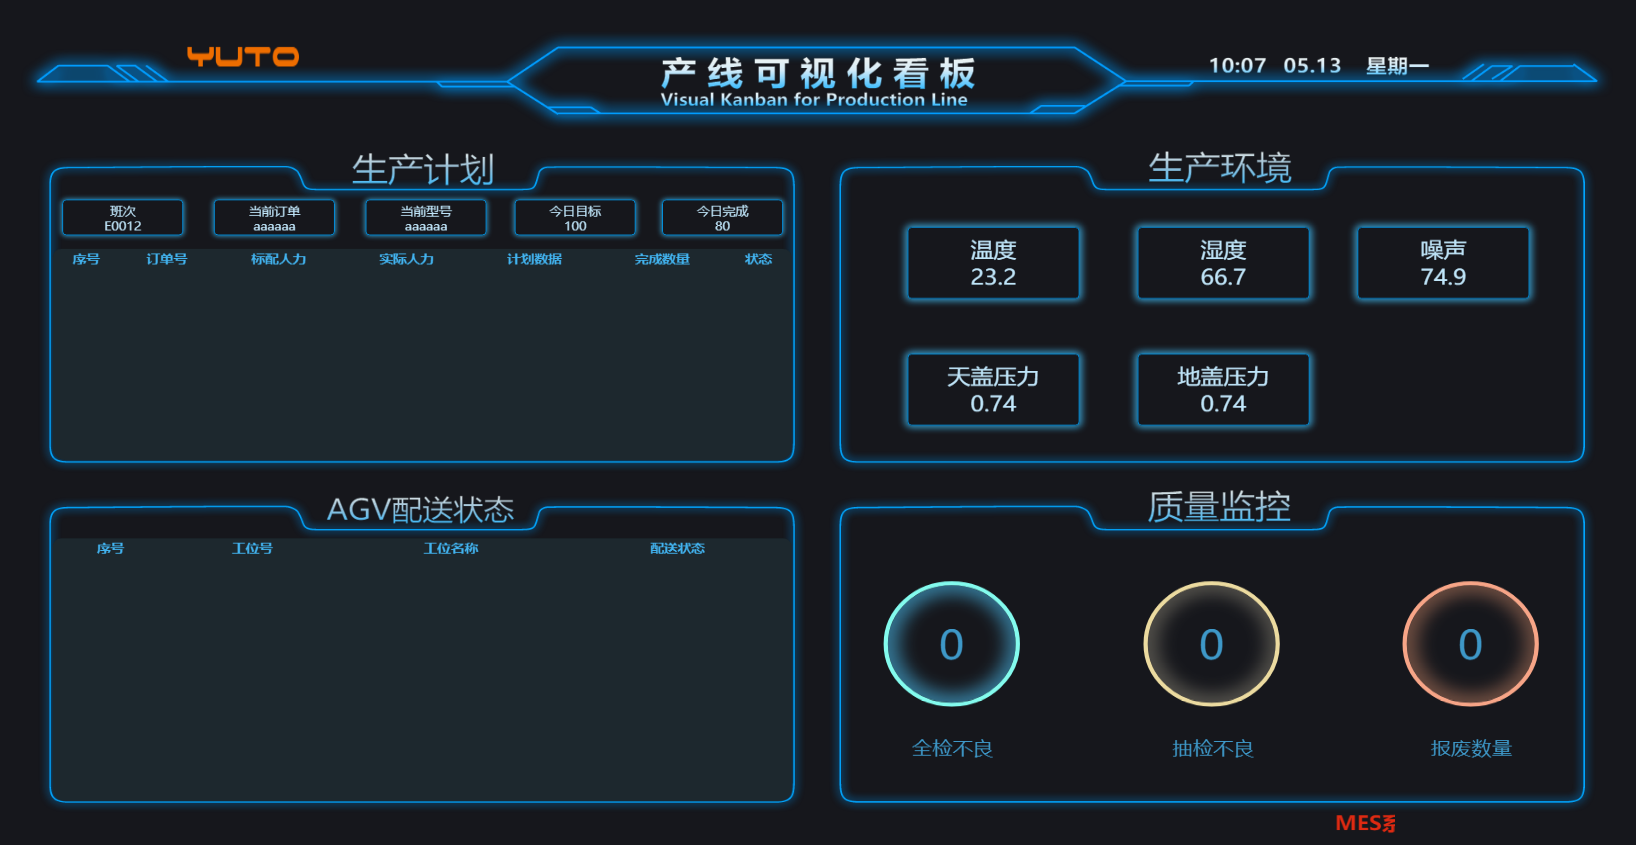 YUTO
产线可视化看板
Visual Kanban for Production Line
10:07 05.13 星期一
生产计划
班次
E0012
当前订单
aaaaaa
当前型号
aaaaaa
今日目标
100
今日完成
80
序号 订单号 标配人力 实际人力 计划数据 完成数量 状态
生产环境
温度
23.2
湿度
66.7
噪声
74.9
天盖压力
0.74
地盖压力
0.74
AGV配送状态
序号 工位号 工位名称 配送状态
质量监控
0
全检不良
0
抽检不良
0
报废数量
MES